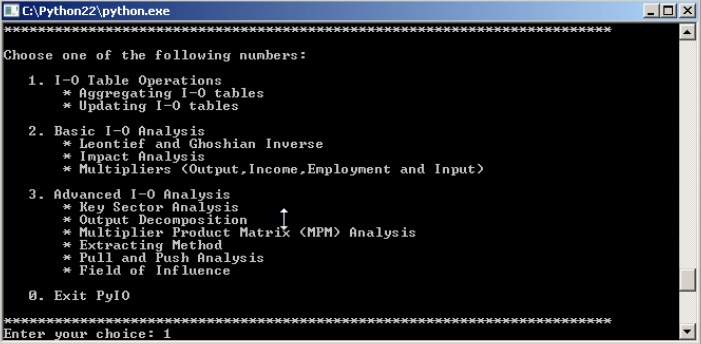 C:\Python22\python.exe
************************************************************************
Choose one of the following numbers:
1. I-O Table Operations
* Aggregating I-O tables
* Updating I-O tables
2. Basic I-O Analysis
* Leontief and Ghoshian Inverse
* Impact Analysis
* Multipliers (Output,Income,Employment and Input)
3. Advanced I-O Analysis
* Key Sector Analysis
* Output Decomposition
* Multiplier Product Matrix (MPM) Analysis
* Extracting Method
* Pull and Push Analysis
* Field of Influence
0. Exit PyIO
************************************************************************
Enter your choice: 1